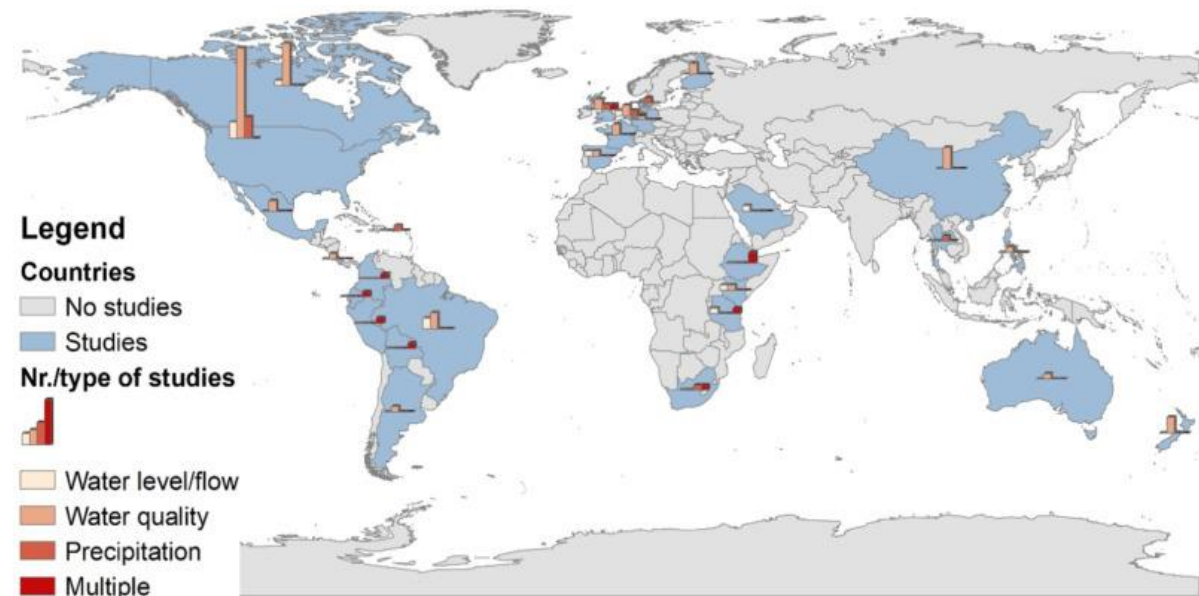 Legend
Countries
No studies
Studies
Nr./type of studies
Water level/flow
Water quality
Precipitation
Multiple